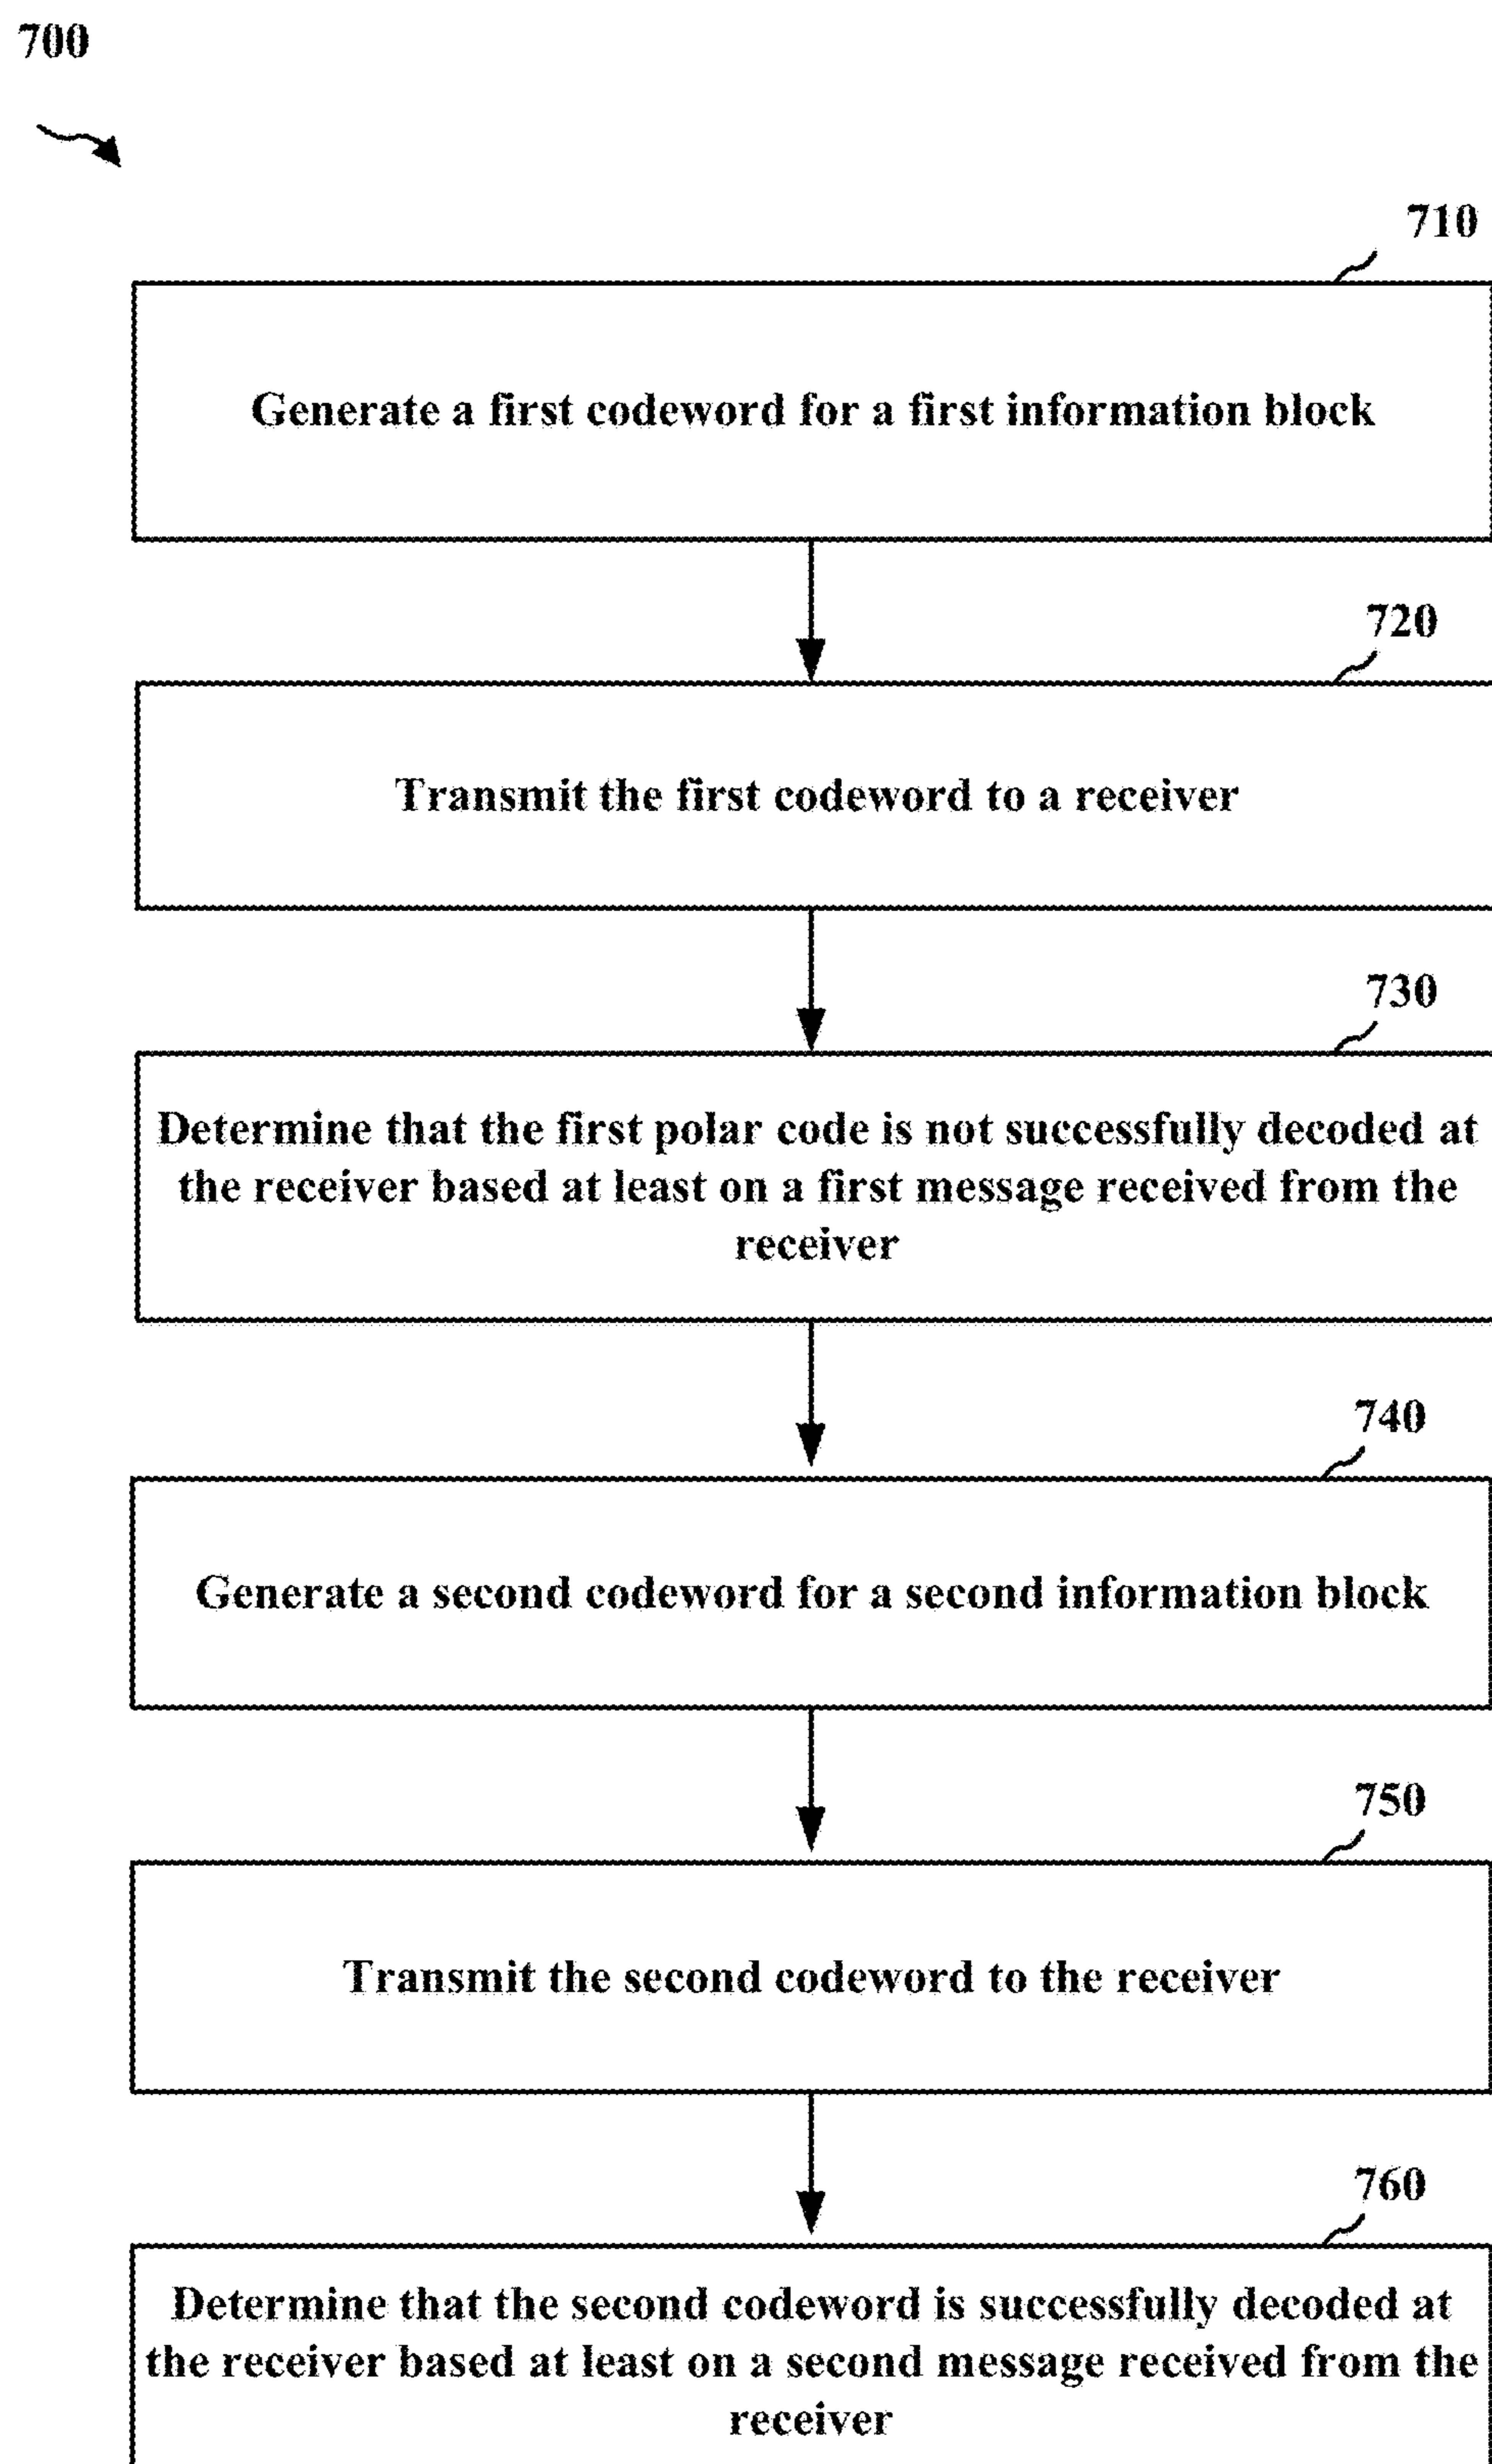 700
710
Generate a first codeword for a first information block
720
Transmit the first codeword to a receiver
730
Determine that the first polar code is not successfully decoded at
the receiver based at least on a first message received from the
receiver
740
Generate a second codeword for a second information block
750
Transmit the second codeword to the receiver
760
Determine that the second codeword is successfully decoded at
the receiver based at least on a second message received from the
receiver